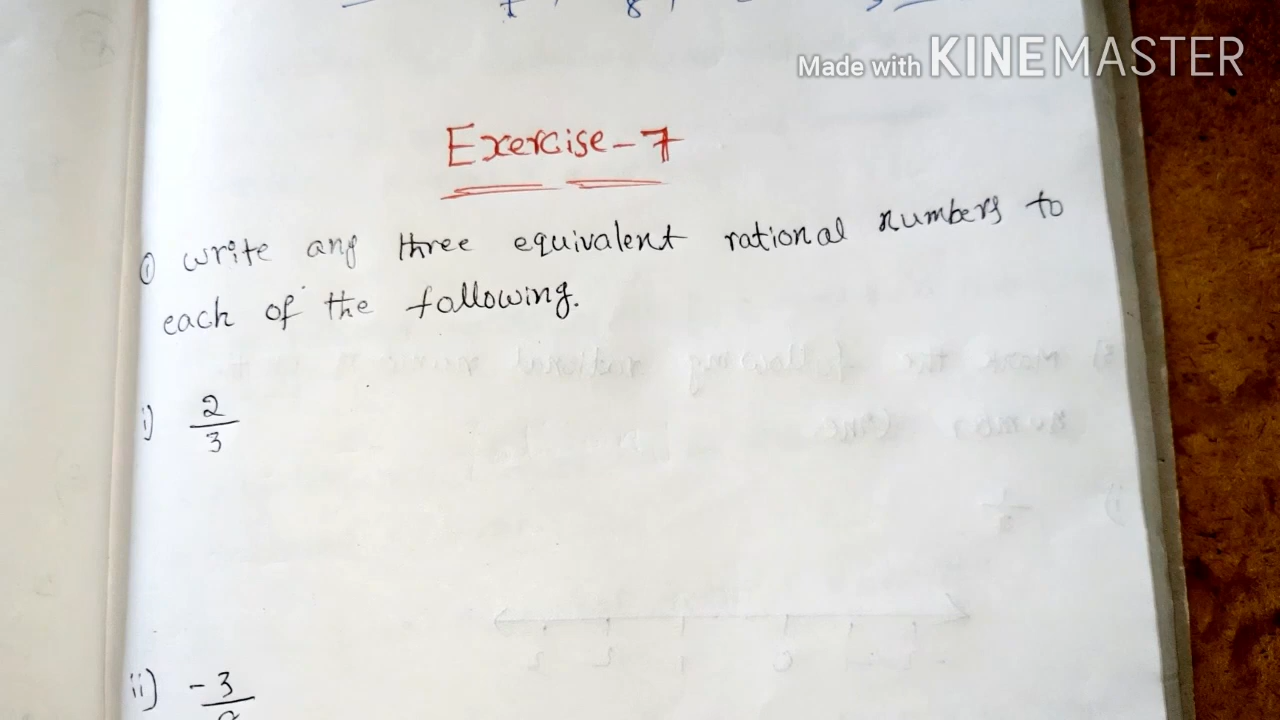 Made with KINEMASTER
Exercise-7
① write any three equivalent rational numbers to
each of the following.
i) 2/3
ii) -3